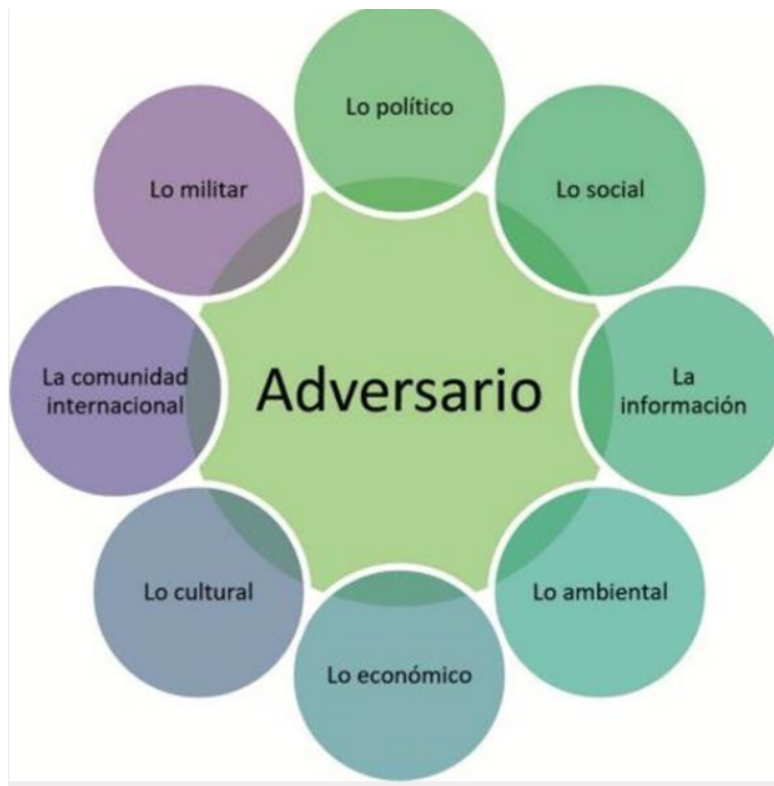 Lo político
Lo militar
Lo social
La comunidad
internacional
Adversario
La
información
Lo cultural
Lo ambiental
Lo económico